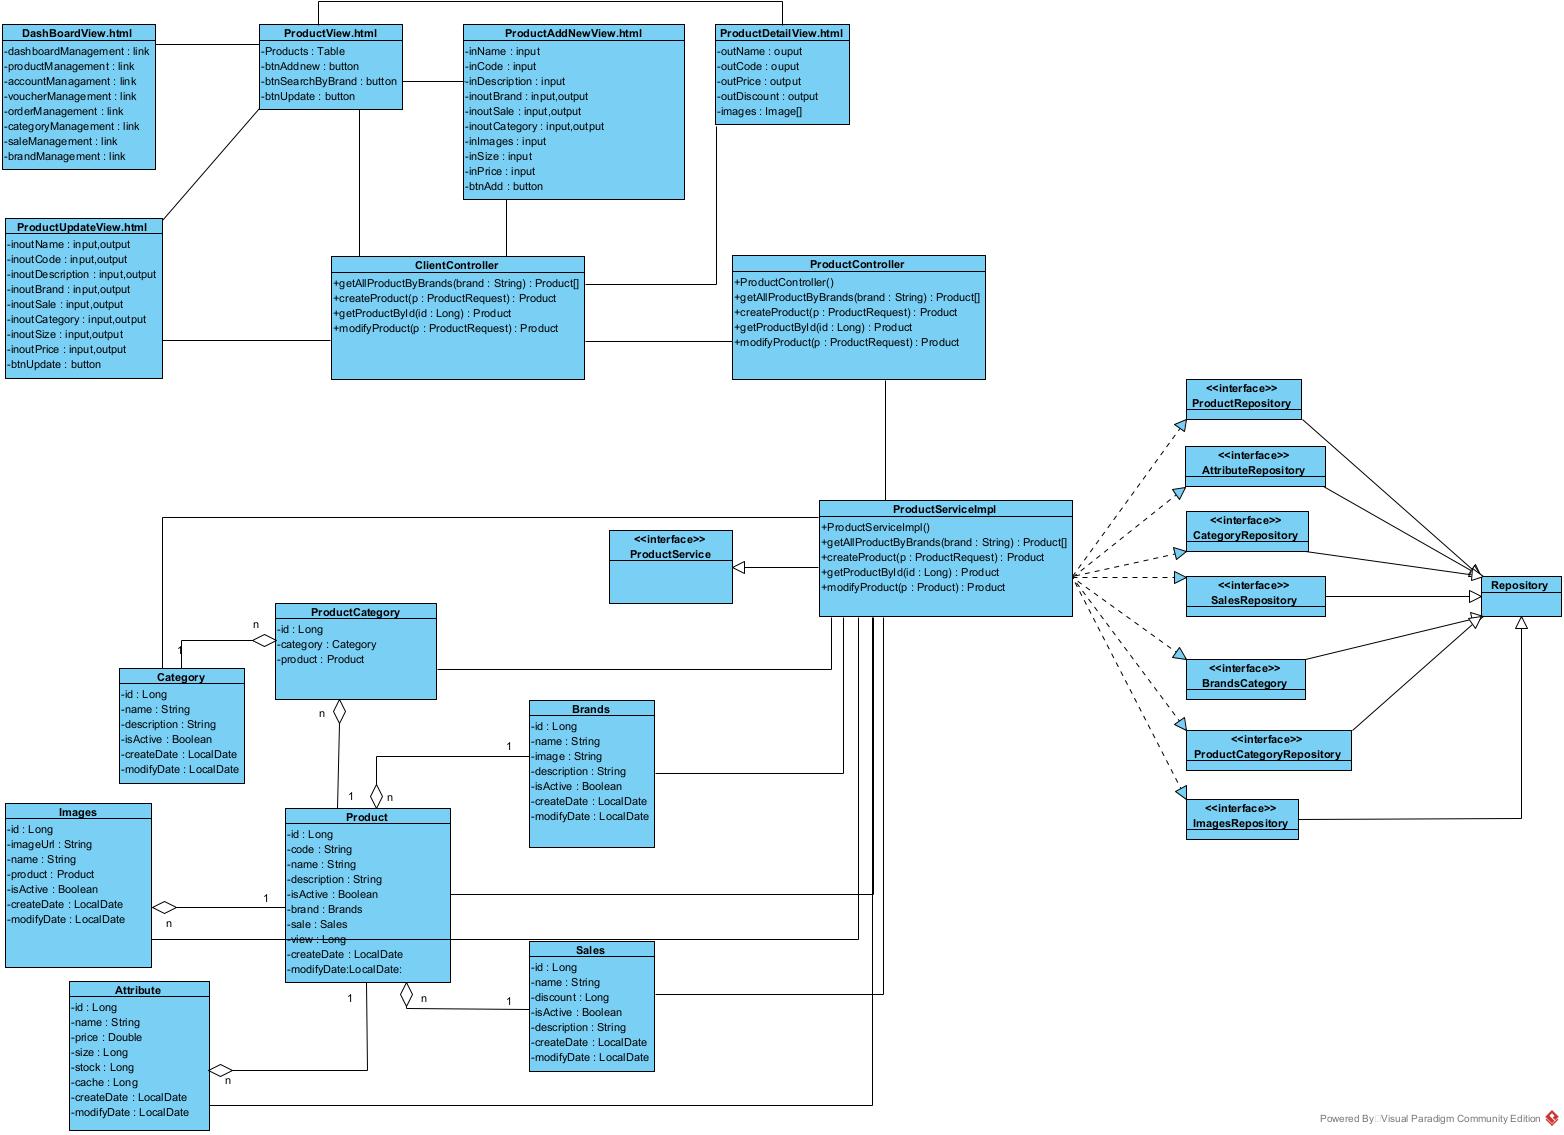 DashBoardView.html
-dashboardManagement : link
-productManagement : link
-accountManagament : link
-voucherManagement : link
-orderManagement : link
-categoryManagement : link
-saleManagement : link
-brandManagement : link
ProductView.html
-Products : Table
-btnAddnew : button
-btnSearchByBrand : button
-btnUpdate : button
ProductAddNewView.html
-inName : input
-inCode : input
-inDescription : input
-inoutBrand : input,output
-inoutSale : input,output
-inoutCategory : input,output
-inImages : input
-inSize : input
-inPrice : input
-btnAdd : button
ProductDetailView.html
-outName : ouput
-outCode : ouput
-outPrice : output
-outDiscount : output
-images : Image[]
ProductUpdateView.html
-inoutName : input,output
-inoutCode : input,output
-inoutDescription : input,output
-inoutBrand : input,output
-inoutSale : input,output
-inoutCategory : input,output
-inoutSize : input,output
-inoutPrice : input,output
-btnUpdate : button
ClientController
+getAllProductByBrands(brand : String) : Product[]
+createProduct(p : ProductRequest) : Product
+getProductById(id : Long) : Product
+modifyProduct(p : ProductRequest) : Product
ProductController
+ProductController()
+getAllProductByBrands(brand : String) : Product[]
+createProduct(p : ProductRequest) : Product
+getProductById(id : Long) : Product
+modifyProduct(p : ProductRequest) : Product
<<interface>>
ProductRepository
<<interface>>
AttributeRepository
<<interface>>
CategoryRepository
<<interface>>
SalesRepository
<<interface>>
BrandsCategory
<<interface>>
ProductCategoryRepository
<<interface>>
ImagesRepository
Repository
ProductServiceImpl
+ProductServiceImpl()
+getAllProductByBrands(brand : String) : Product[]
+createProduct(p : ProductRequest) : Product
+getProductById(id : Long) : Product
+modifyProduct(p : Product) : Product
<<interface>>
ProductService
ProductCategory
-id : Long
-category : Category
-product : Product
n
1
Category
-id : Long
-name : String
-description : String
-isActive : Boolean
-createDate : LocalDate
-modifyDate : LocalDate
n
1
Brands
-id : Long
-name : String
-image : String
-description : String
-isActive : Boolean
-createDate : LocalDate
-modifyDate : LocalDate
1
n
Images
-id : Long
-imageUrl : String
-name : String
-product : Product
-isActive : Boolean
-createDate : LocalDate
-modifyDate : LocalDate
1
n
Product
-id : Long
-code : String
-name : String
-description : String
-isActive : Boolean
-brand : Brands
-sale : Sales
-view : Long
-createDate : LocalDate
-modifyDate:LocalDate:
1
n
1
Sales
-id : Long
-name : String
-discount : Long
-isActive : Boolean
-description : String
-createDate : LocalDate
-modifyDate : LocalDate
Attribute
-id : Long
-name : String
-price : Double
-size : Long
-stock : Long
-cache : Long
-createDate : LocalDate
-modifyDate : LocalDate
n
Powered By Visual Paradigm Community Edition